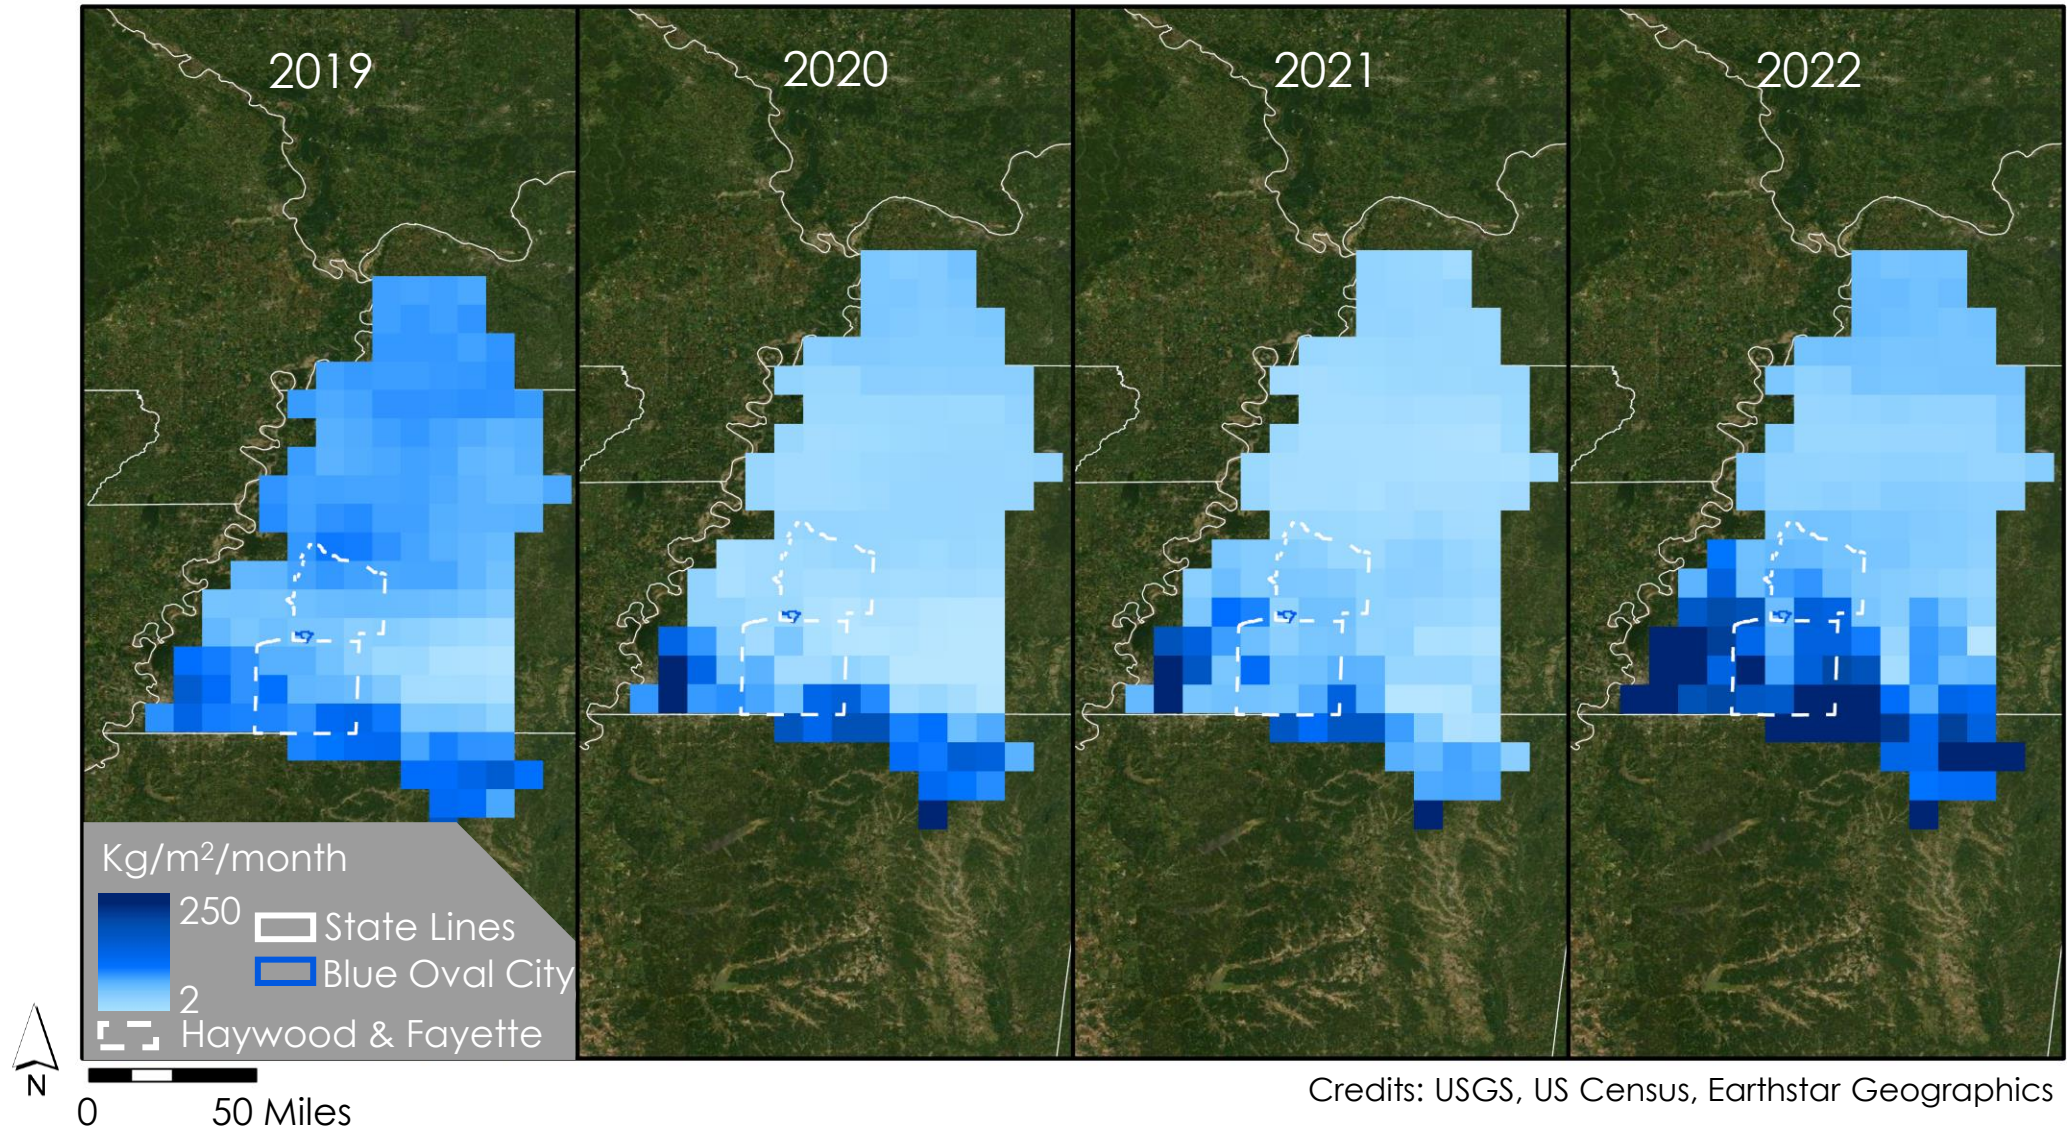 2019
2020
2021
2022
Kg/m²/month
250
2
State Lines
Blue Oval City
Haywood & Fayette
N
0 50 Miles
Credits: USGS, US Census, Earthstar Geographics